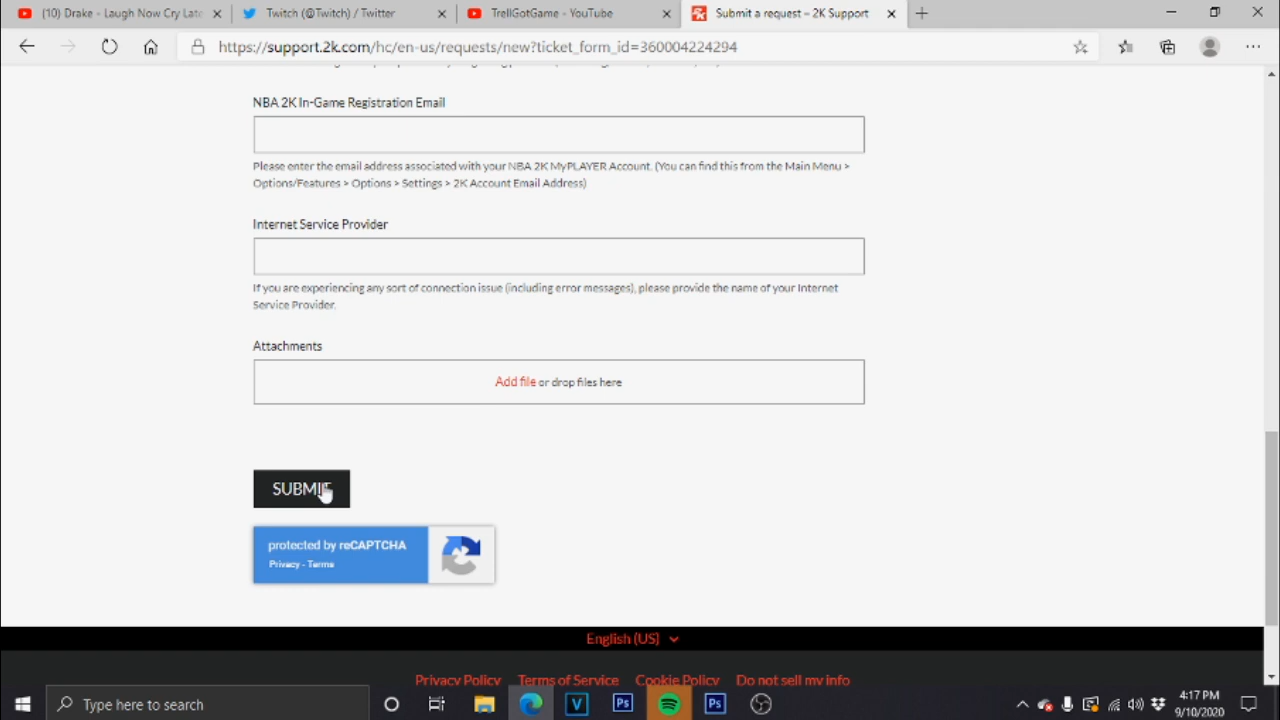 (10) Drake - Laugh Now Cry Late
Twitch (@Twitch) / Twitter
TrellGotGame - YouTube
Submit a request – 2K Support
https://support.2k.com/hc/en-us/requests/new?ticket_form_id=360004224294
NBA 2K In-Game Registration Email
Please enter the email address associated with your NBA 2K MyPLAYER Account. (You can find this from the Main Menu >
Options/Features > Options > Settings > 2K Account Email Address)
Internet Service Provider
If you are experiencing any sort of connection issue (including error messages), please provide the name of your Internet
Service Provider.
Attachments
Add file or drop files here
SUBMIT
protected by reCAPTCHA
Privacy - Terms
English (US)
Privacy Policy Terms of Service Cookie Policy Do not sell my info
Type here to search
V
Ps
Ps
4:17 PM
9/10/2020